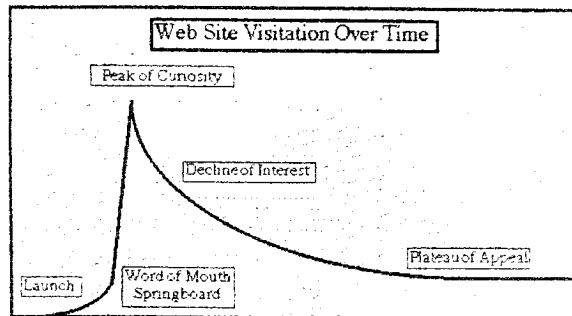 Web Site Visitation Over Time
Peak of Curiosity
Decline of Interest
Plateau of Appeal
Launch
Word of Mouth
Springboard